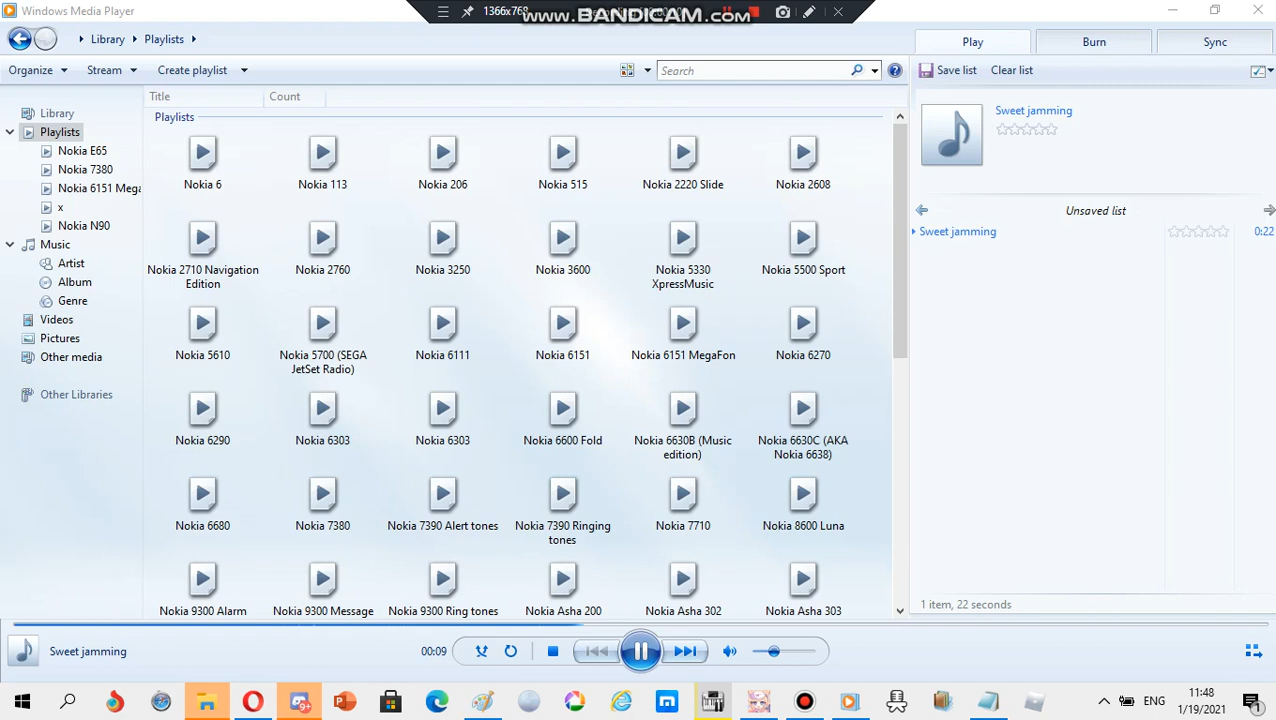 Windows Media Player
1366x768
www.BANDICAM.com
Library
Playlists
Play
Burn
Sync
Organize
Stream
Create playlist
Search
Save list
Clear list
Title
Count
Library
Playlists
Nokia E65
Nokia 7380
Nokia 6151 Mega
x
Nokia N90
Music
Artist
Album
Genre
Videos
Pictures
Other media
Other Libraries
Playlists
Nokia 6
Nokia 113
Nokia 206
Nokia 515
Nokia 2220 Slide
Nokia 2608
Nokia 2710 Navigation
Edition
Nokia 2760
Nokia 3250
Nokia 3600
Nokia 5330
XpressMusic
Nokia 5500 Sport
Nokia 5610
Nokia 5700 (SEGA
JetSet Radio)
Nokia 6111
Nokia 6151
Nokia 6151 MegaFon
Nokia 6270
Nokia 6290
Nokia 6303
Nokia 6303
Nokia 6600 Fold
Nokia 6630B (Music
edition)
Nokia 6630C (AKA
Nokia 6638)
Nokia 6680
Nokia 7380
Nokia 7390 Alert tones
Nokia 7390 Ringing
tones
Nokia 7710
Nokia 8600 Luna
Nokia 9300 Alarm
Nokia 9300 Message
Nokia 9300 Ring tones
Nokia Asha 200
Nokia Asha 302
Nokia Asha 303
Sweet jamming
Unsaved list
Sweet jamming
0:22
1 item, 22 seconds
Sweet jamming
00:09
9+
ENG
11:48
1/19/2021
1